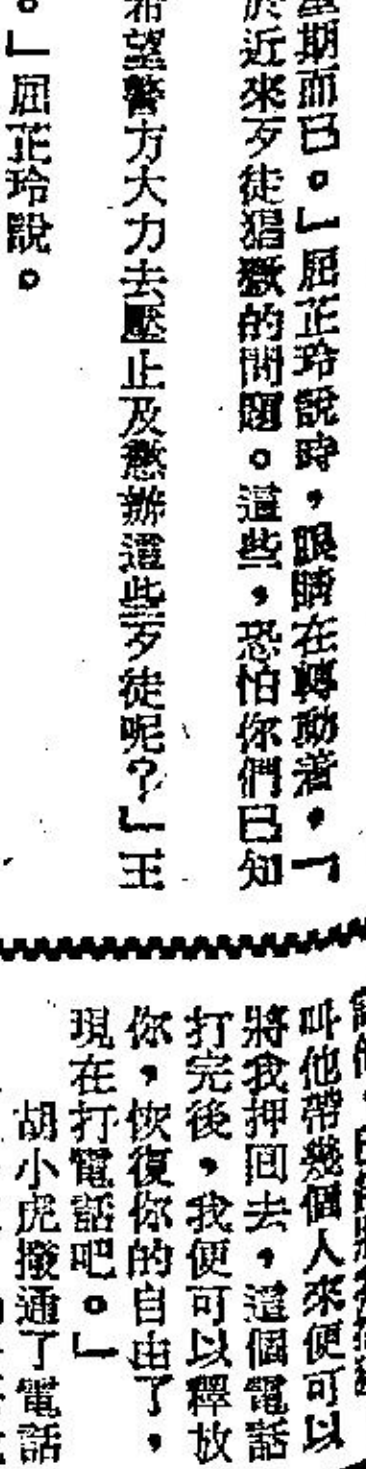 星期而已。」屈正玲說時，眼睛在轉動着，「
於近來歹徒猖獗的問題。這些，恐怕你們已知
希望警方大力去壓止及懲辦這些歹徒呢？」王
。」屈正玲說。
叫他帶幾個人來便可以
將我押回去，這個電話
打完後，我便可以釋放
你，恢復你的自由了，
現在打電話吧。」
胡小虎撥通了電話